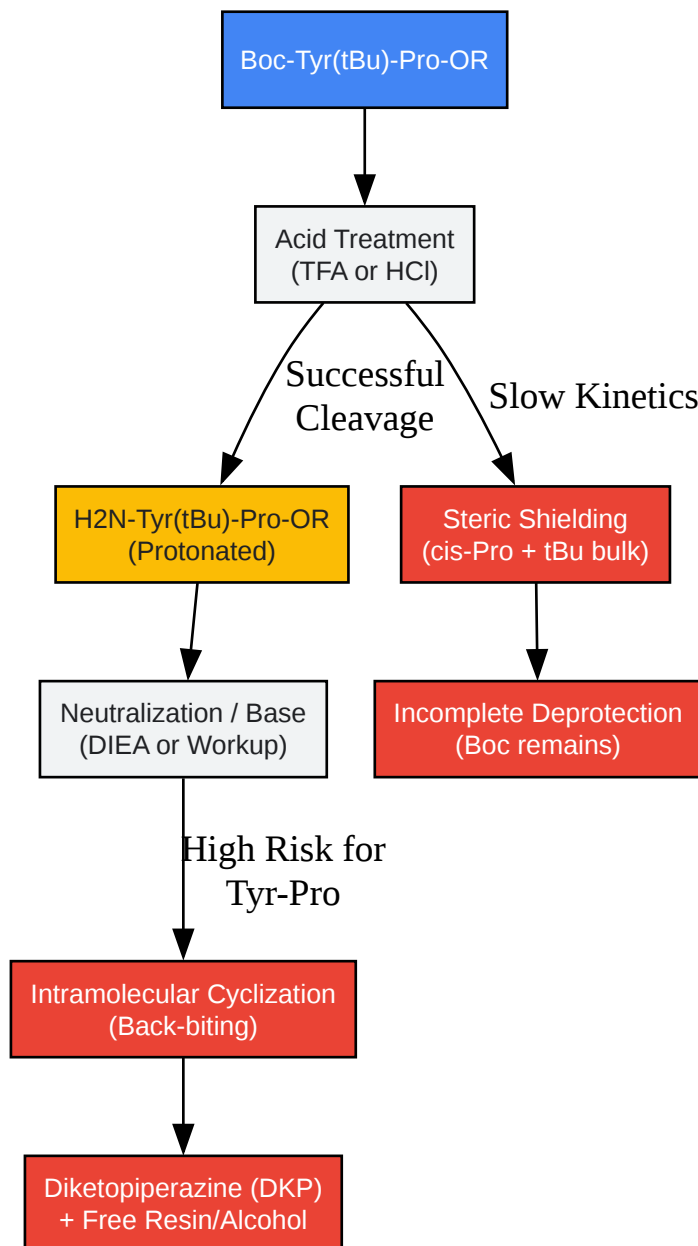 Boc-Tyr(tBu)-Pro-OR
Acid Treatment
(TFA or HCl)
Successful
Cleavage
Slow Kinetics
H2N-Tyr(tBu)-Pro-OR
(Protonated)
Steric Shielding
(cis-Pro + tBu bulk)
Neutralization / Base
(DIEA or Workup)
Incomplete Deprotection
(Boc remains)
High Risk for
Tyr-Pro
Intramolecular Cyclization
(Back-biting)
Diketopiperazine (DKP)
+ Free Resin/Alcohol